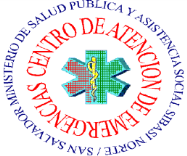 MINISTERIO DE SALUD PUBLICA Y ASISTENCIA SOCIAL SIBASI NORTE / SAN SALVADOR
CENTRO DE ATENCION DE EMERGENCIAS